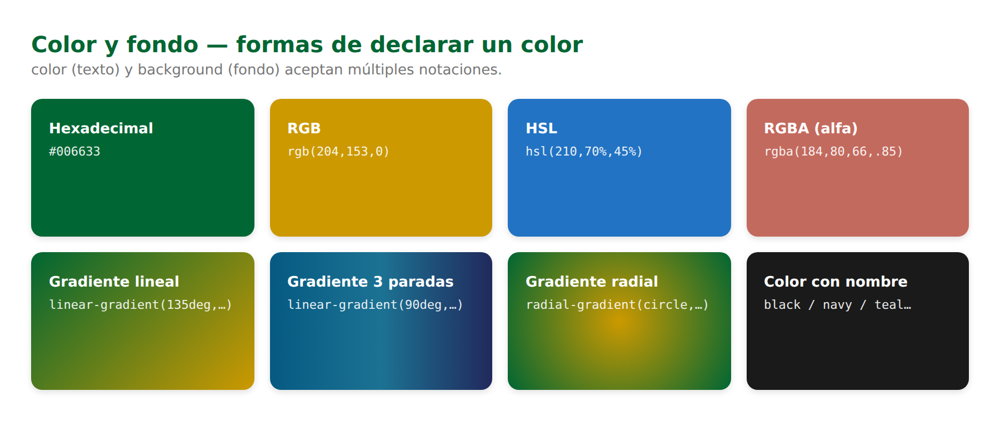 Color y fondo — formas de declarar un color
color (texto) y background (fondo) aceptan múltiples notaciones.
Hexadecimal
#006633
RGB
rgb(204,153,0)
HSL
hsl(210,70%,45%)
RGBA (alfa)
rgba(184,80,66,.85)
Gradiente lineal
linear-gradient(135deg,…)
Gradiente 3 paradas
linear-gradient(90deg,…)
Gradiente radial
radial-gradient(circle,…)
Color con nombre
black / navy / teal…